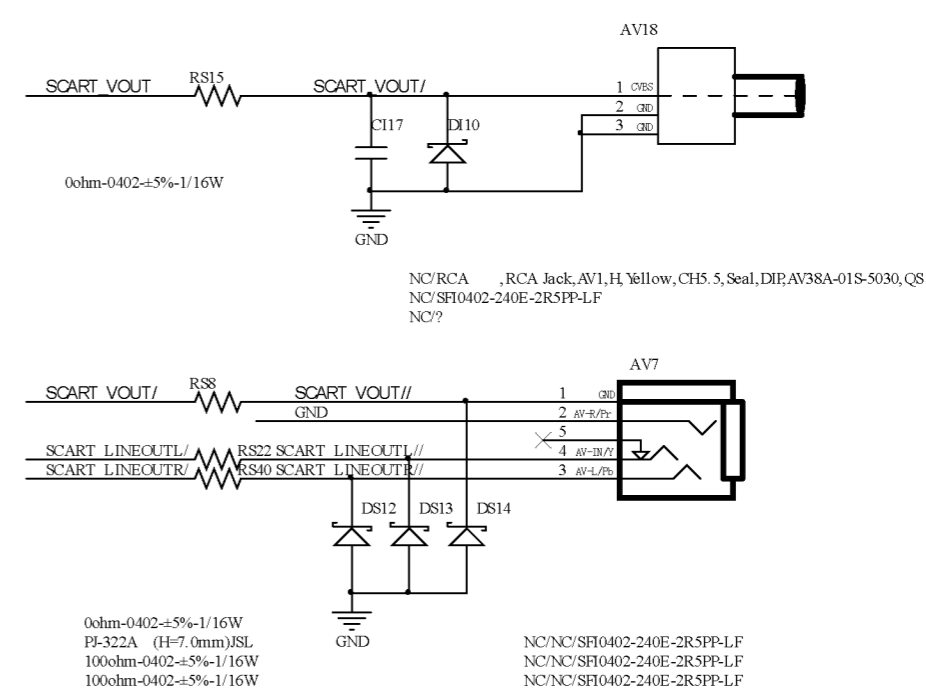 AV18
SCART_VOUT RS15 SCART_VOUT/
1 CVBS
2 GND
3 GND
CI17 DI10
0ohm-0402-±5%-1/16W
GND
NC/RCA ,RCA Jack,AV1,H,Yellow,CH5.5,Seal,DIP,AV38A-01S-5030,QS
NC/SFI0402-240E-2R5PP-LF
NC/?
AV7
SCART_VOUT/ RS8 SCART_VOUT// 1 GND
GND 2 AV-R/Pr
5
SCART_LINEOUTL/ RS22 SCART_LINEOUTL// 4 AV-IN/Y
SCART_LINEOUTR/ RS40 SCART_LINEOUTR// 3 AV-L/Pb
DS12 DS13 DS14
GND
0ohm-0402-±5%-1/16W
PJ-322A (H=7.0mm)JSL
100ohm-0402-±5%-1/16W
100ohm-0402-±5%-1/16W
NC/NC/SFI0402-240E-2R5PP-LF
NC/NC/SFI0402-240E-2R5PP-LF
NC/NC/SFI0402-240E-2R5PP-LF